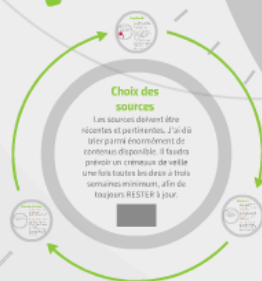 Choix des
sources
Les sources doivent être
récentes et pertinentes. J'ai dû
trier parmi énormément de
contenus disponible. Il faudra
prévoir un créneaux de veille
une fois toutes les deux à trois
semaines minimum, afin de
toujours RESTER à jour.